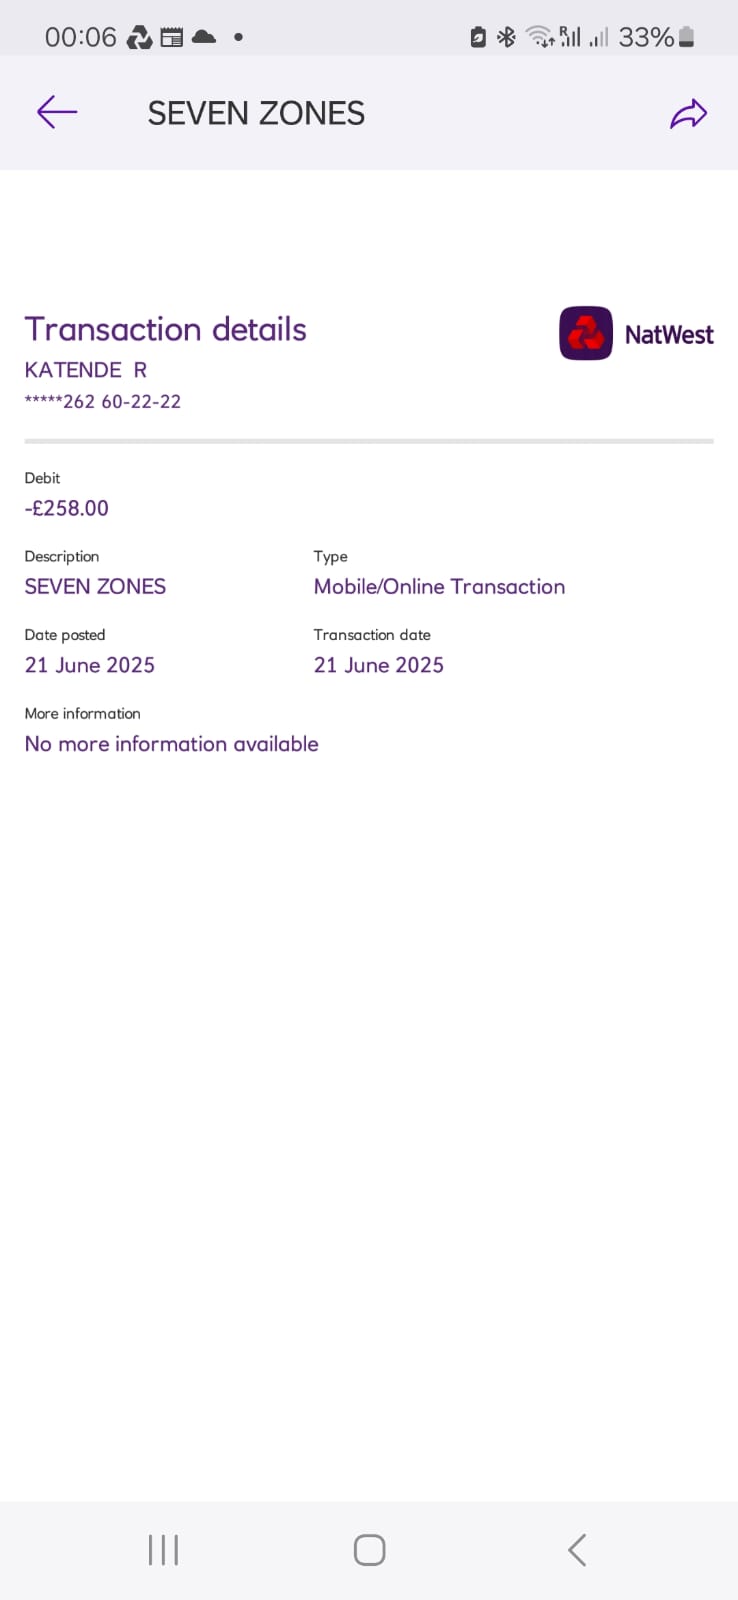 00:06
33%
SEVEN ZONES
Transaction details
NatWest
KATENDE R
*****262 60-22-22
Debit
-£258.00
Description
Type
SEVEN ZONES
Mobile/Online Transaction
Date posted
Transaction date
21 June 2025
21 June 2025
More information
No more information available